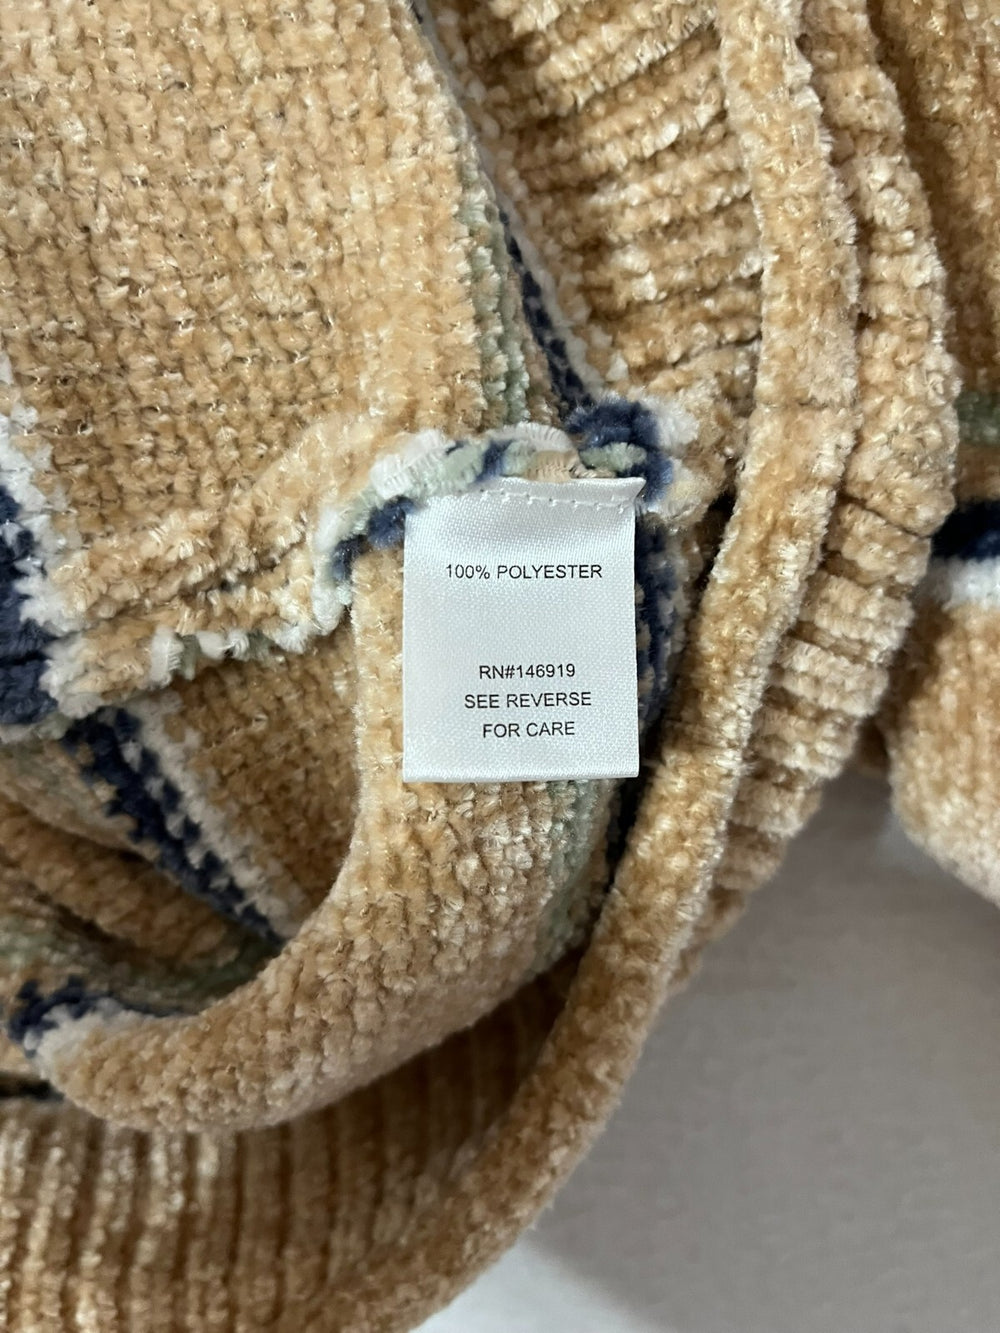 100% POLYESTER
RN#146919
SEE REVERSE
FOR CARE